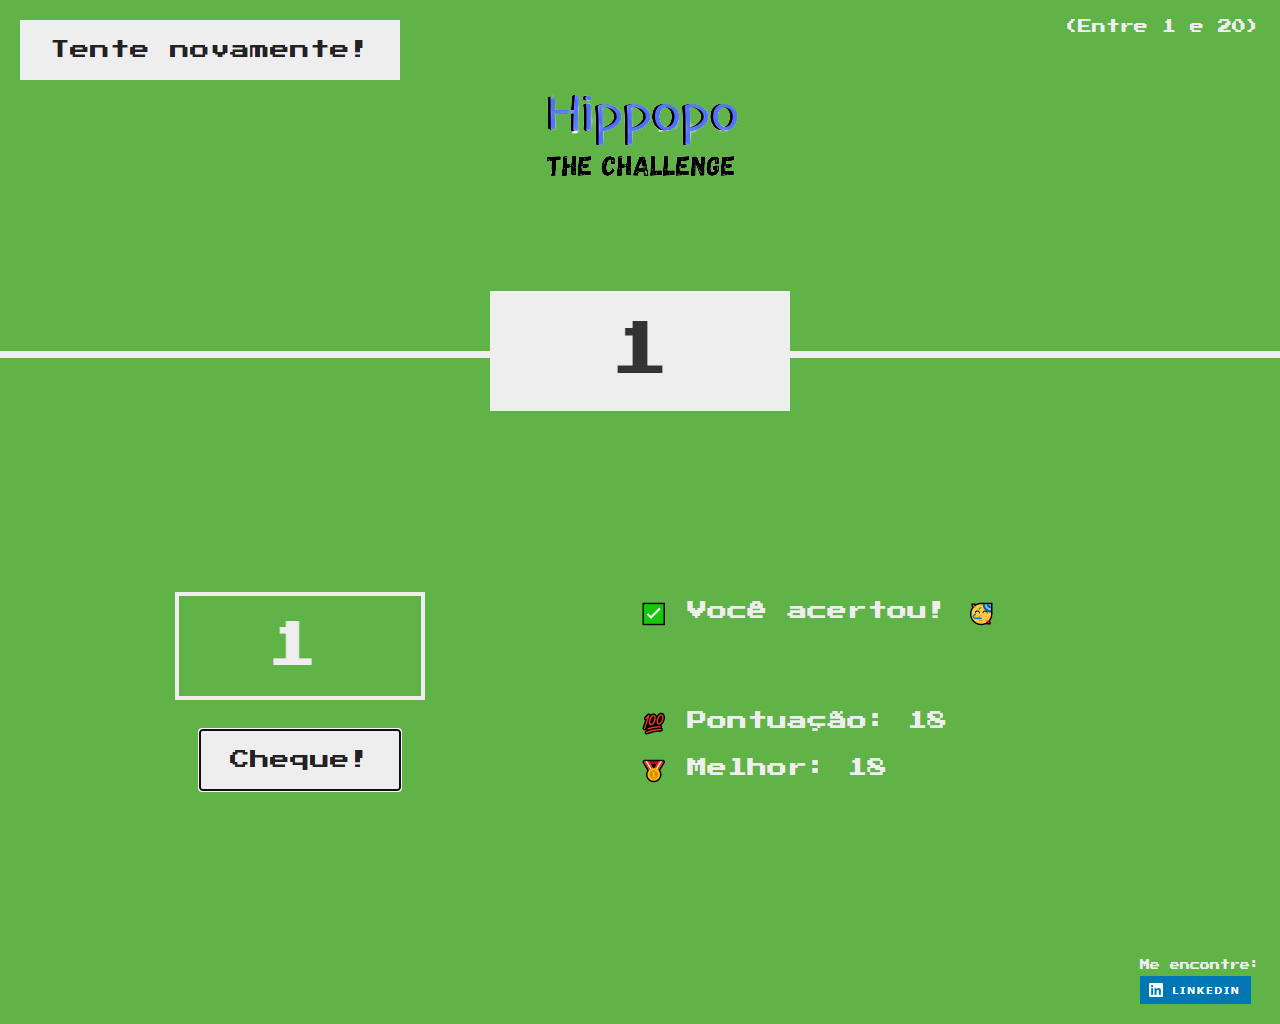 Tente novamente!
(Entre 1 e 20)
Hippopo
THE CHALLENGE
1
1
Cheque!
✅ Você acertou! 🥳
💯 Pontuação: 18
🏅 Melhor: 18
Me encontre:
in LINKEDIN